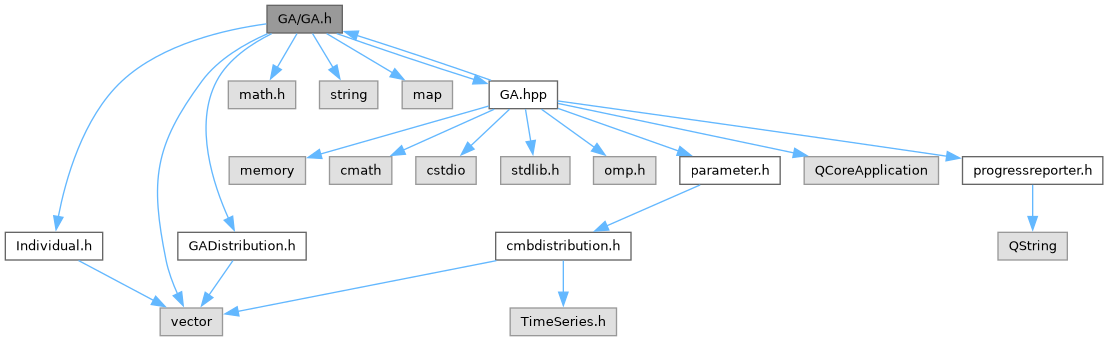 GA/GA.h
math.h
string
map
GA.hpp
memory
cmath
cstdio
stdlib.h
omp.h
parameter.h
QCoreApplication
progressreporter.h
Individual.h
GADistribution.h
cmbdistribution.h
QString
vector
TimeSeries.h